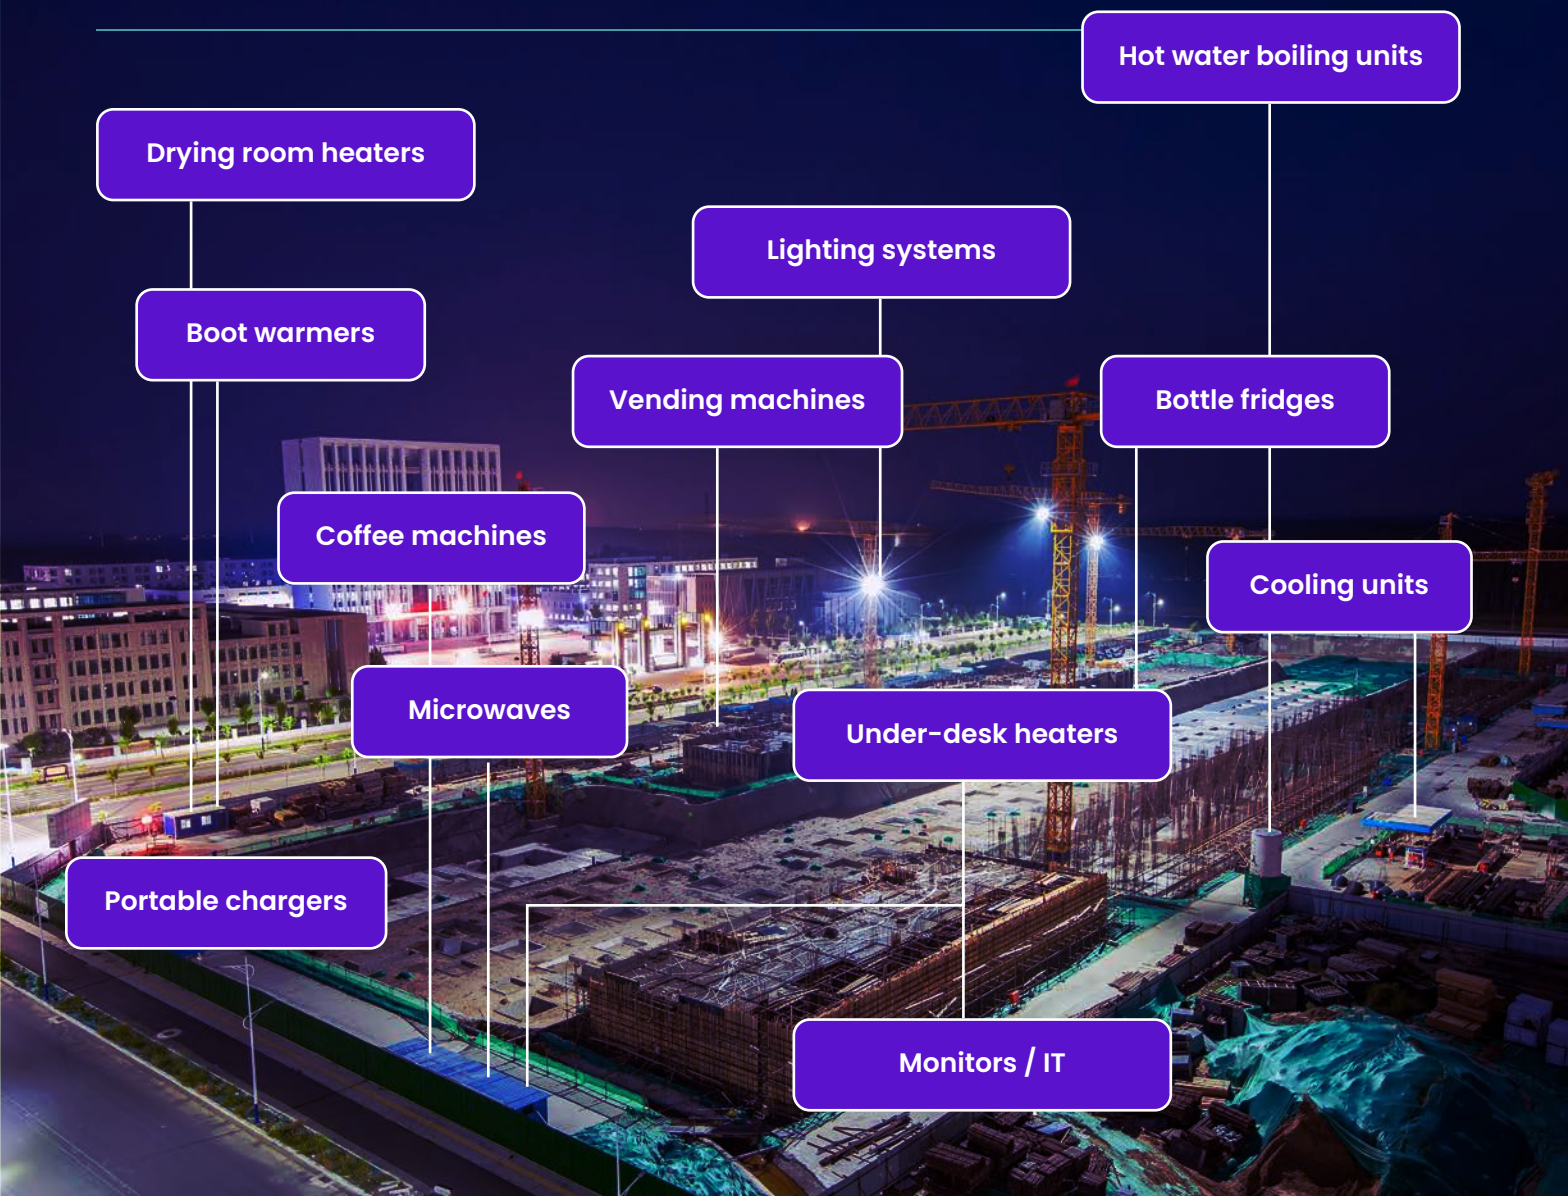 Hot water boiling units
Drying room heaters
Lighting systems
Boot warmers
Vending machines
Bottle fridges
Coffee machines
Cooling units
Microwaves
Under-desk heaters
Portable chargers
Monitors / IT